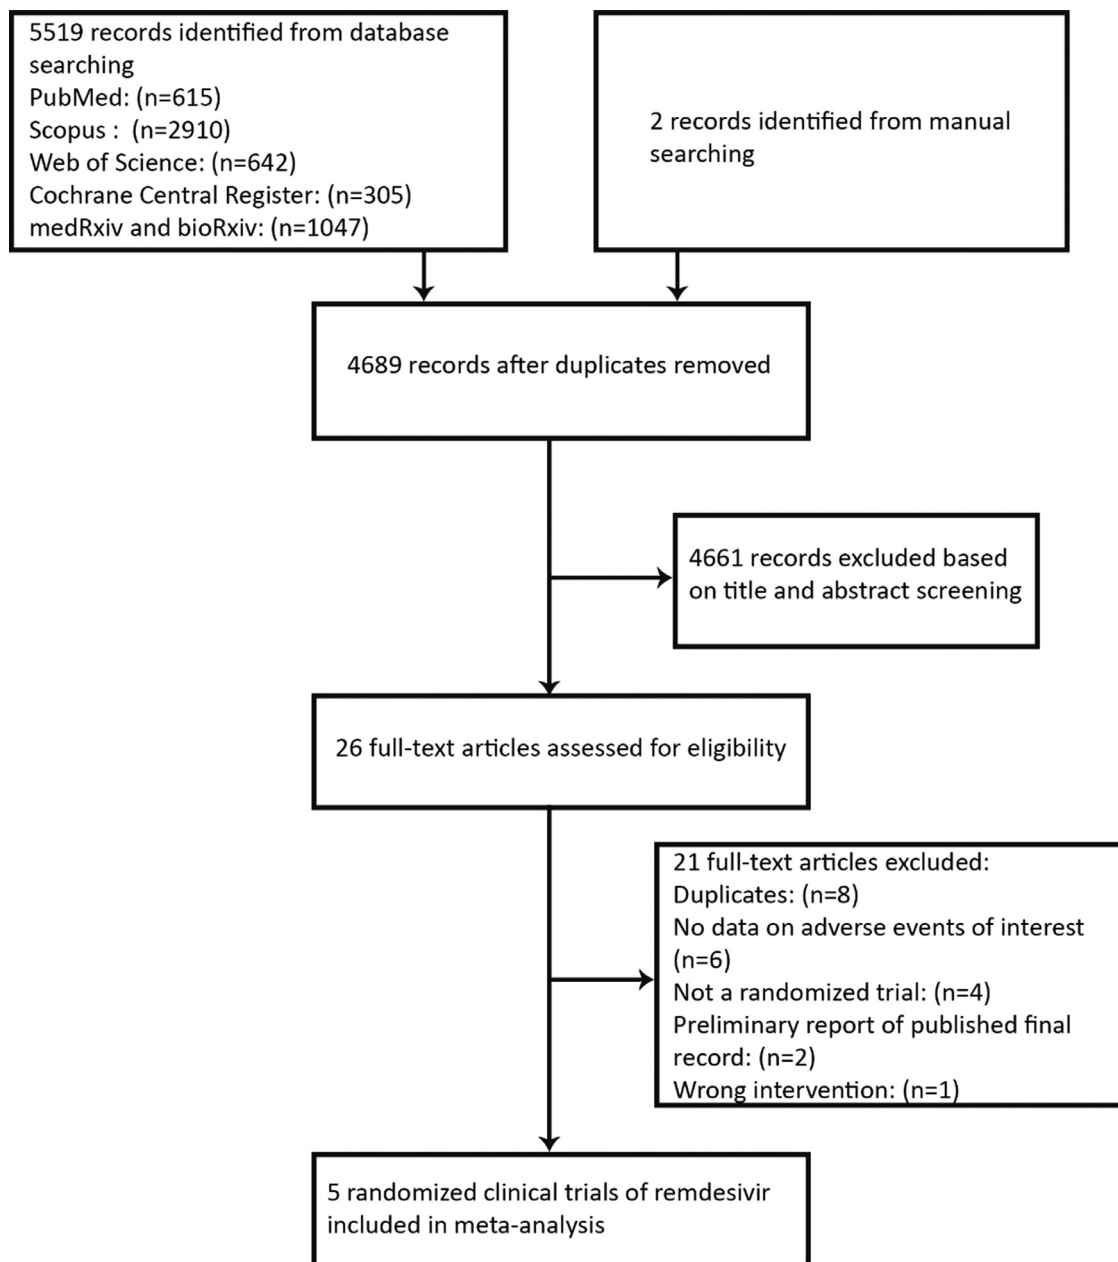 5519 records identified from database
searching
PubMed: (n=615)
Scopus :  (n=2910)
Web of Science: (n=642)
Cochrane Central Register: (n=305)
medRxiv and bioRxiv: (n=1047)
2 records identified from manual
searching
4689 records after duplicates removed
4661 records excluded based
on title and abstract screening
26 full-text articles assessed for eligibility
21 full-text articles excluded:
Duplicates: (n=8)
No data on adverse events of interest
(n=6)
Not a randomized trial: (n=4)
Preliminary report of published final
record: (n=2)
Wrong intervention: (n=1)
5 randomized clinical trials of remdesivir
included in meta-analysis